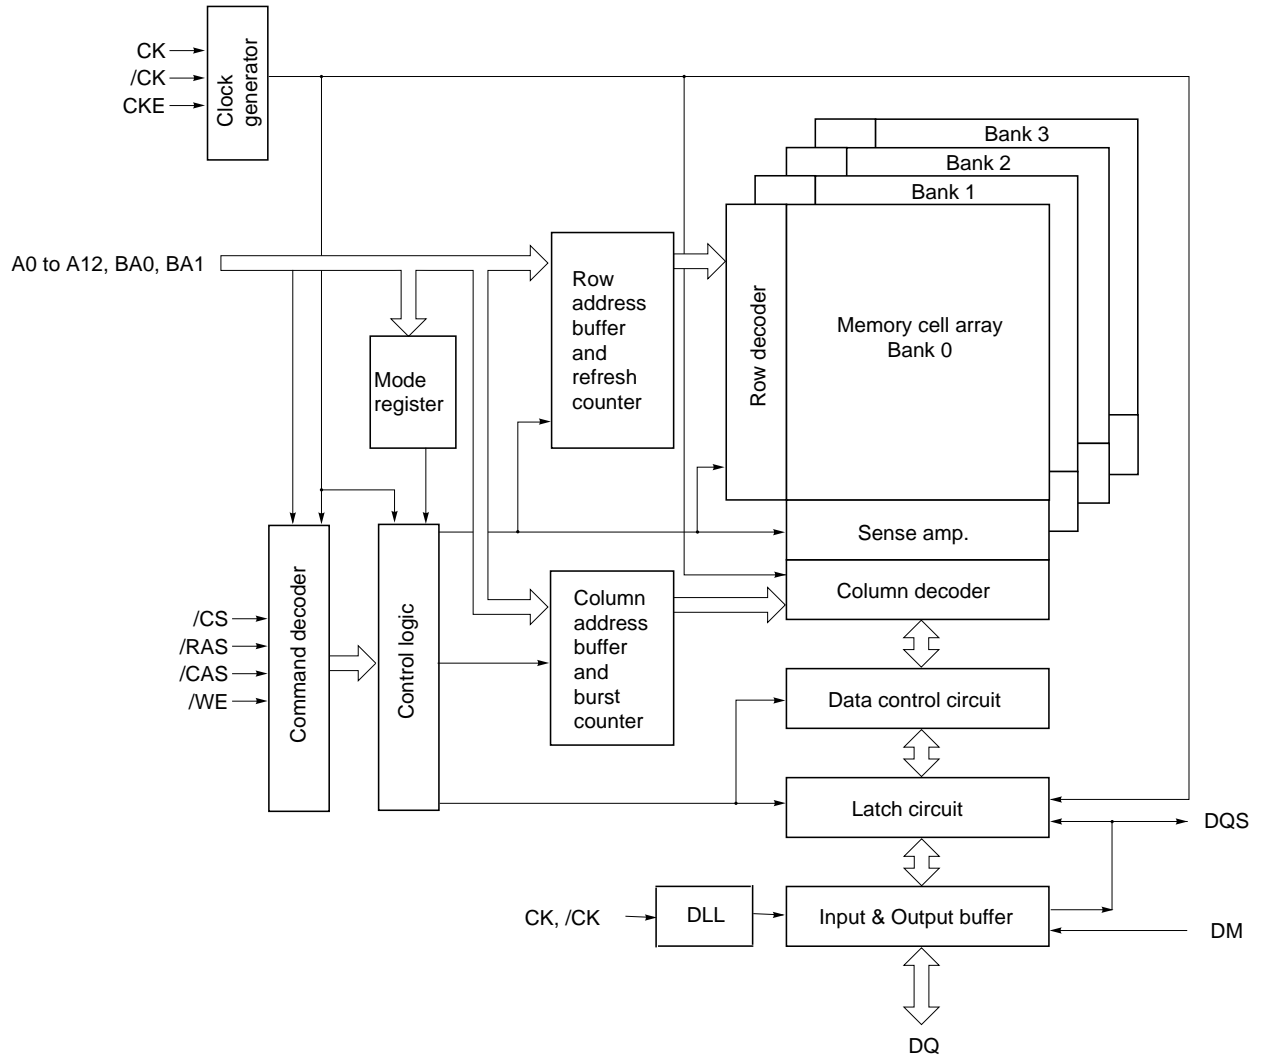 CK
/CK
CKE
Clock
generator
Bank 3
Bank 2
Bank 1
A0 to A12, BA0, BA1
Row
address
buffer
and
refresh
counter
Row decoder
Memory cell array
Bank 0
Mode
register
Sense amp.
Column decoder
Command decoder
Control logic
Column
address
buffer
and
burst
counter
/CS
/RAS
/CAS
/WE
Data control circuit
Latch circuit
DQS
CK, /CK
DLL
Input & Output buffer
DM
DQ